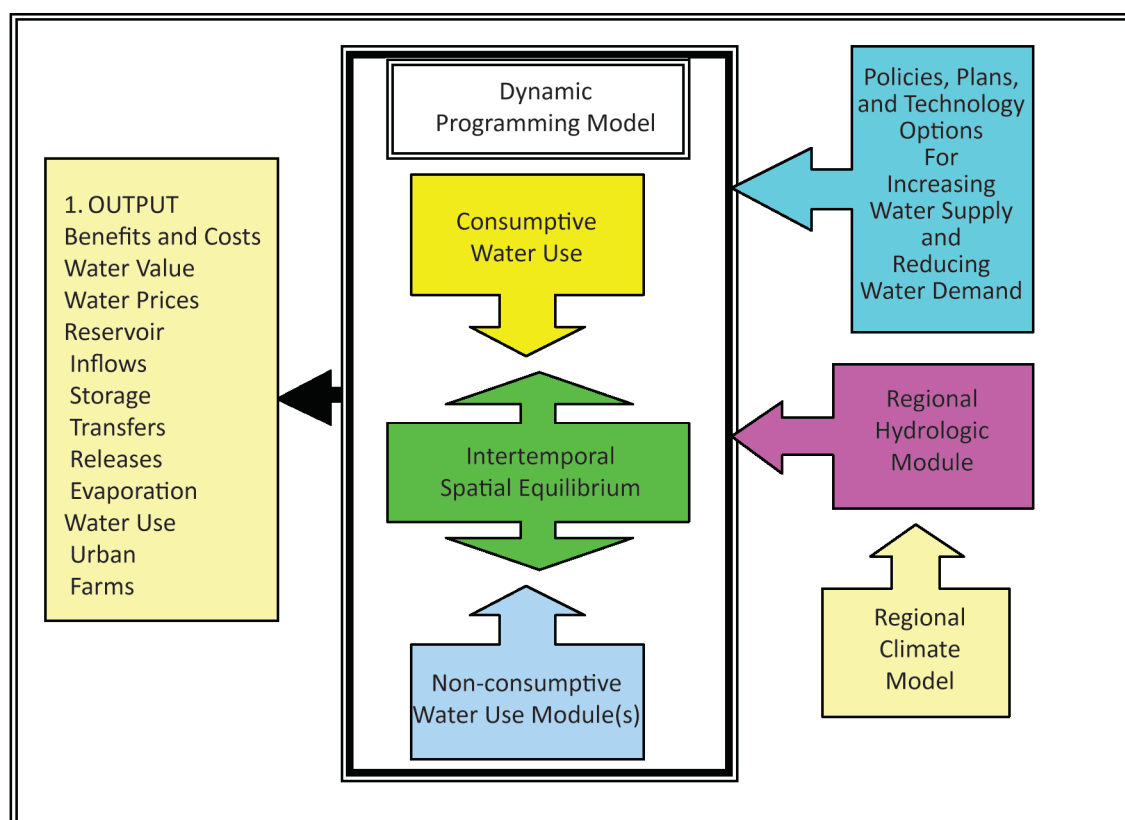 Dynamic
Programming Model
Consumptive
Water Use
Intertemporal
Spatial Equilibrium
Non-consumptive
Water Use Module(s)
1. OUTPUT
Benefits and Costs
Water Value
Water Prices
Reservoir
Inflows
Storage
Transfers
Releases
Evaporation
Water Use
Urban
Farms
Policies, Plans,
and Technology
Options
For
Increasing
Water Supply
and
Reducing
Water Demand
Regional
Hydrologic
Module
Regional
Climate
Model